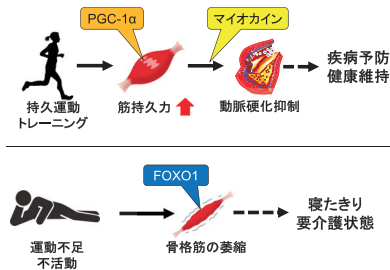 PGC-1α
マイオカイン
持久運動
トレーニング
筋持久力
動脈硬化抑制
疾病予防
健康維持
FOXO1
運動不足
不活動
骨格筋の萎縮
寝たきり
要介護状態